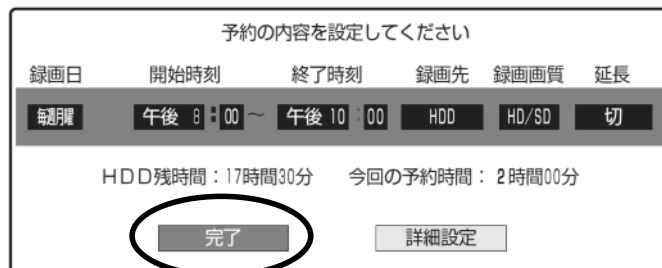 予約の内容を設定してください
録画日 開始時刻 終了時刻 録画先 録画画質 延長
毎週月曜 午後 8:00 ~ 午後 10:00 HDD HD/SD 切
HDD残時間：17時間30分 今回の予約時間：2時間00分
完了 詳細設定